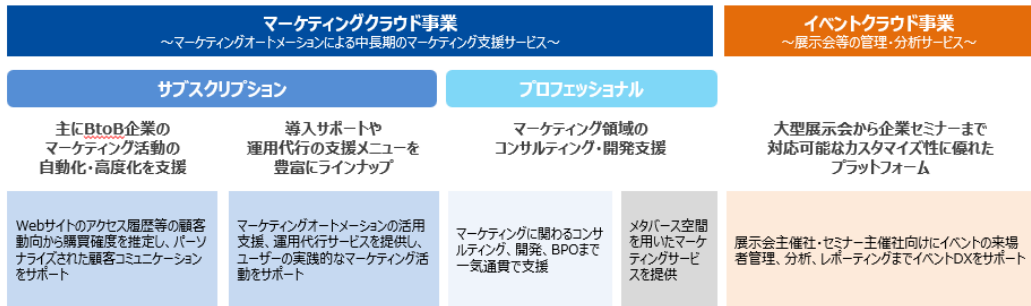 マーケティングクラウド事業
～マーケティングオートメーションによる中長期のマーケティング支援サービス～
イベントクラウド事業
～展示会等の管理・分析サービス～
サブスクリプション
プロフェッショナル
主にBtoB企業の
マーケティング活動の
自動化・高度化を支援
導入サポートや
運用代行の支援メニューを
豊富にラインナップ
マーケティング領域の
コンサルティング・開発支援
大型展示会から企業セミナーまで
対応可能なカスタマイズ性に優れた
プラットフォーム
Webサイトのアクセス履歴等の顧客
動向から購買確度を推定し、パーソ
ナライズされた顧客コミュニケーション
をサポート
マーケティングオートメーションの活用
支援、運用代行サービスを提供し、
ユーザーの実践的なマーケティング活
動をサポート
マーケティングに関わるコンサ
ルティング、開発、BPOまで
一気通貫で支援
メタバース空間
を用いたマーケ
ティングサービ
スを提供
展示会主催社・セミナー主催社向けにイベントの来場
者管理、分析、レポーティングまでイベントDXをサポート